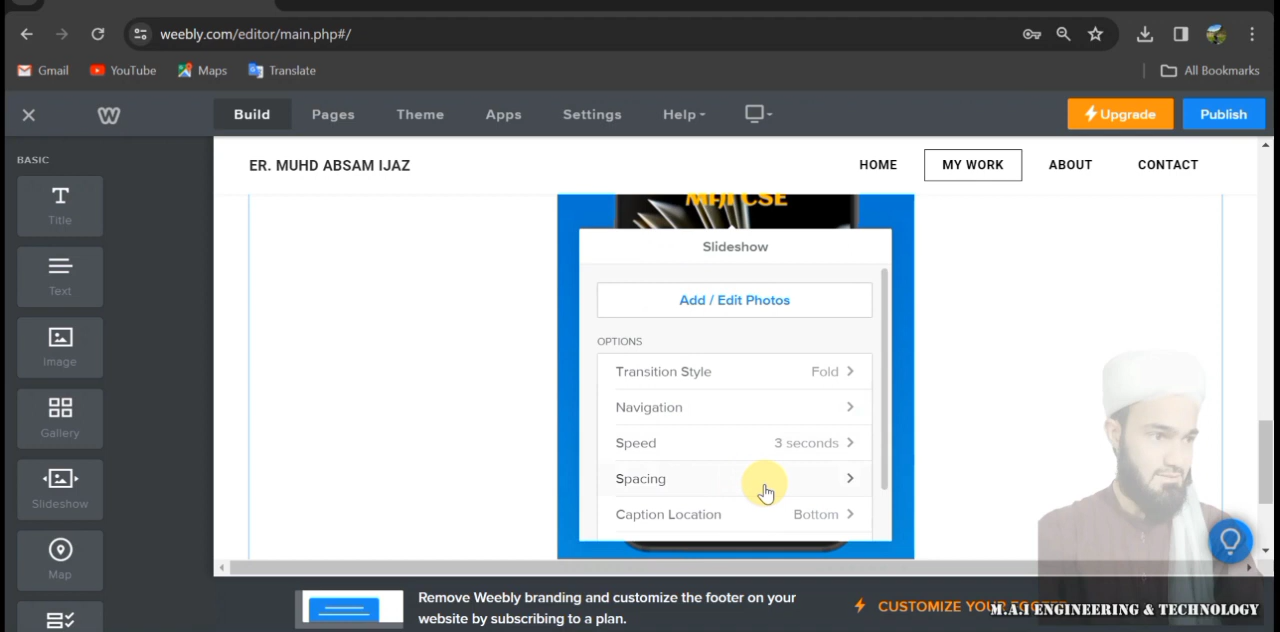 weebly.com/editor/main.php#/
Gmail YouTube Maps Translate All Bookmarks
Build Pages Theme Apps Settings Help Upgrade Publish
BASIC
Title
Text
Image
Gallery
Slideshow
Map
ER. MUHD ABSAM IJAZ HOME MY WORK ABOUT CONTACT
Slideshow
Add / Edit Photos
OPTIONS
Transition Style Fold
Navigation
Speed 3 seconds
Spacing
Caption Location Bottom
Remove Weebly branding and customize the footer on your
website by subscribing to a plan.
CUSTOMIZE YOUR
M.A.I ENGINEERING & TECHNOLOGY